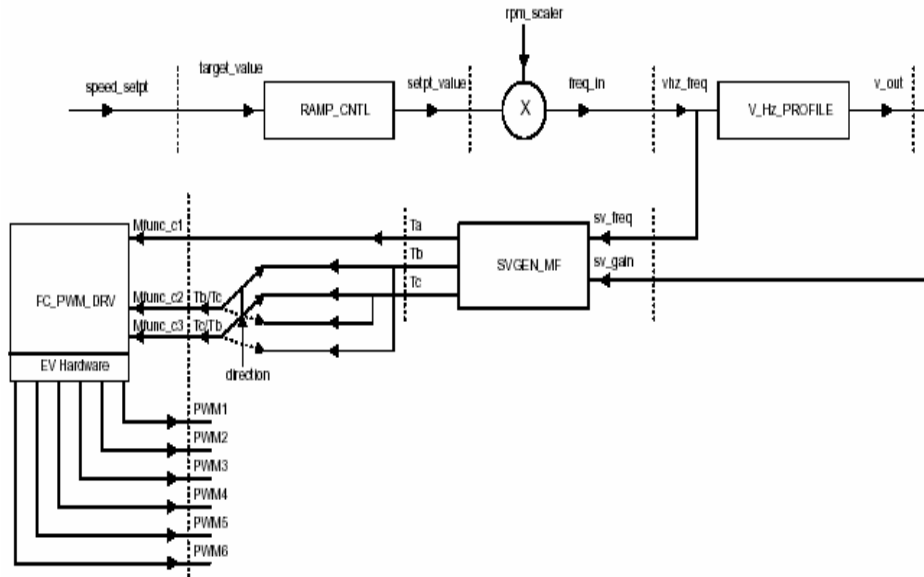 rpm_scaler
speed_setpt
target_value
RAMP_CNTL
setpt_value
X
freq_in
vhz_freq
V_Hz_PROFILE
v_out
Mfunc_c1
Ta
sv_freq
Tb
SVGEN_MF
sv_gain
FC_PWM_DRV
Mfunc_c2
Tb/Tc
Tc
Mfunc_c3
Tc/Tb
EV Hardware
direction
PWM1
PWM2
PWM3
PWM4
PWM5
PWM6